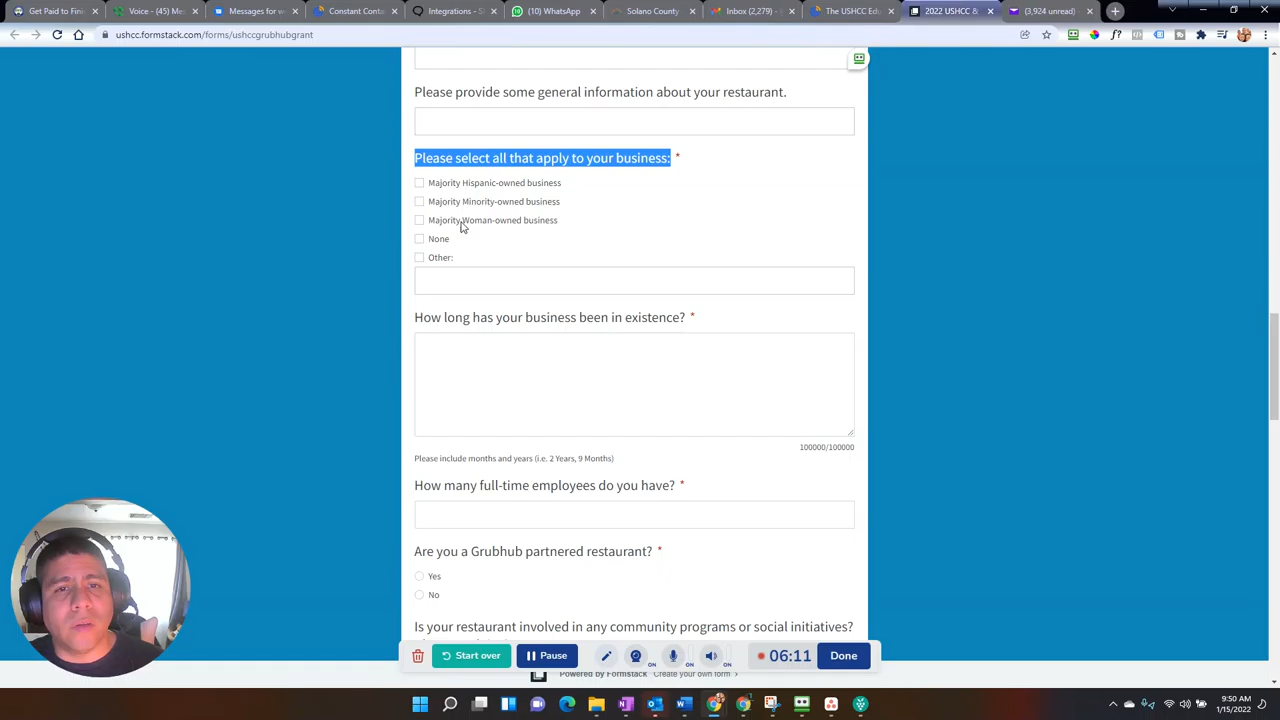 Get Paid to Fin
Voice - (45) Me
Messages for w
Constant Conta
Integrations - S
(10) WhatsApp
Solano County
Inbox (2,279) –
The USHCC Edu
2022 USHCC &
(3,924 unread)
ushcc.formstack.com/forms/ushccgrubhubgrant
Please provide some general information about your restaurant.
Please select all that apply to your business: *
Majority Hispanic-owned business
Majority Minority-owned business
Majority Woman-owned business
None
Other:
How long has your business been in existence? *
100000/100000
Please include months and years (i.e. 2 Years, 9 Months)
How many full-time employees do you have? *
Are you a Grubhub partnered restaurant? *
Yes
No
Is your restaurant involved in any community programs or social initiatives?
Start over
Pause
ON
ON
ON
06:11
Done
Powered by Formstack
Create your own form
9:50 AM
1/15/2022